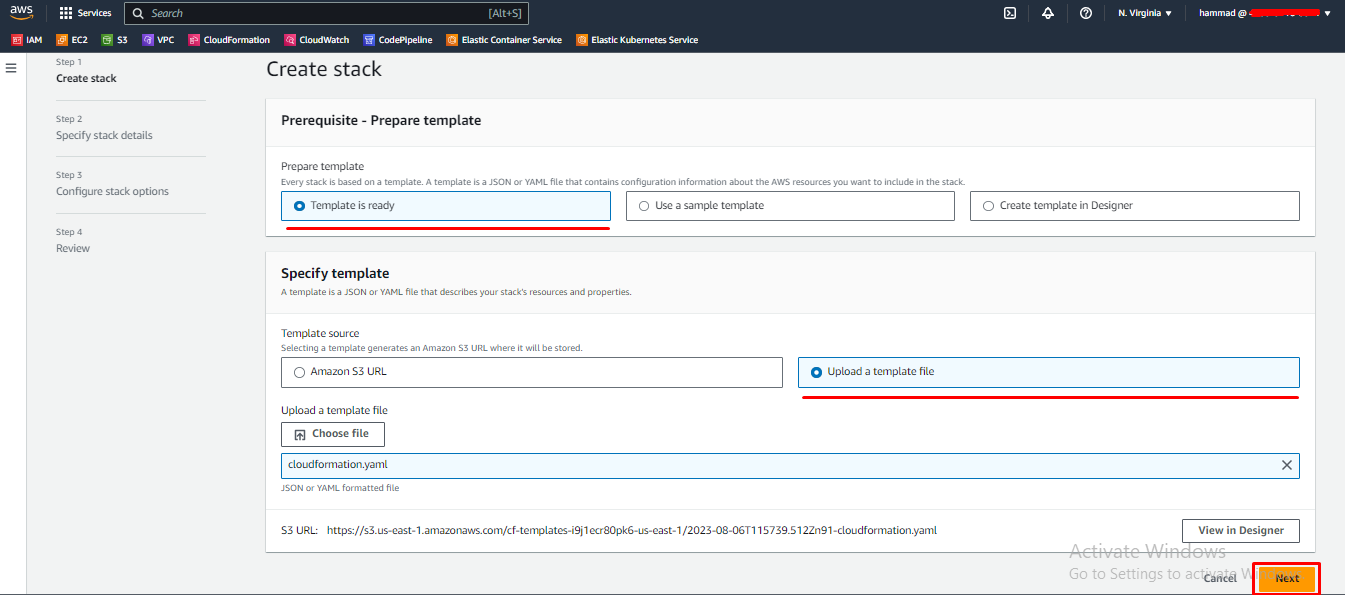 aws Services Search [Alt+S] N. Virginia hammad @
IAM EC2 S3 VPC CloudFormation CloudWatch CodePipeline Elastic Container Service Elastic Kubernetes Service
Step 1
Create stack
Step 2
Specify stack details
Step 3
Configure stack options
Step 4
Review
Create stack
Prerequisite - Prepare template
Prepare template
Every stack is based on a template. A template is a JSON or YAML file that contains configuration information about the AWS resources you want to include in the stack.
Template is ready Use a sample template Create template in Designer
Specify template
A template is a JSON or YAML file that describes your stack's resources and properties.
Template source
Selecting a template generates an Amazon S3 URL where it will be stored.
Amazon S3 URL Upload a template file
Upload a template file
Choose file
cloudformation.yaml
JSON or YAML formatted file
S3 URL: https://s3.us-east-1.amazonaws.com/cf-templates-i9j1ecr80pk6-us-east-1/2023-08-06T115739.512Zn91-cloudformation.yaml View in Designer
Activate Windows
Go to Settings to activate Windows.
Cancel Next